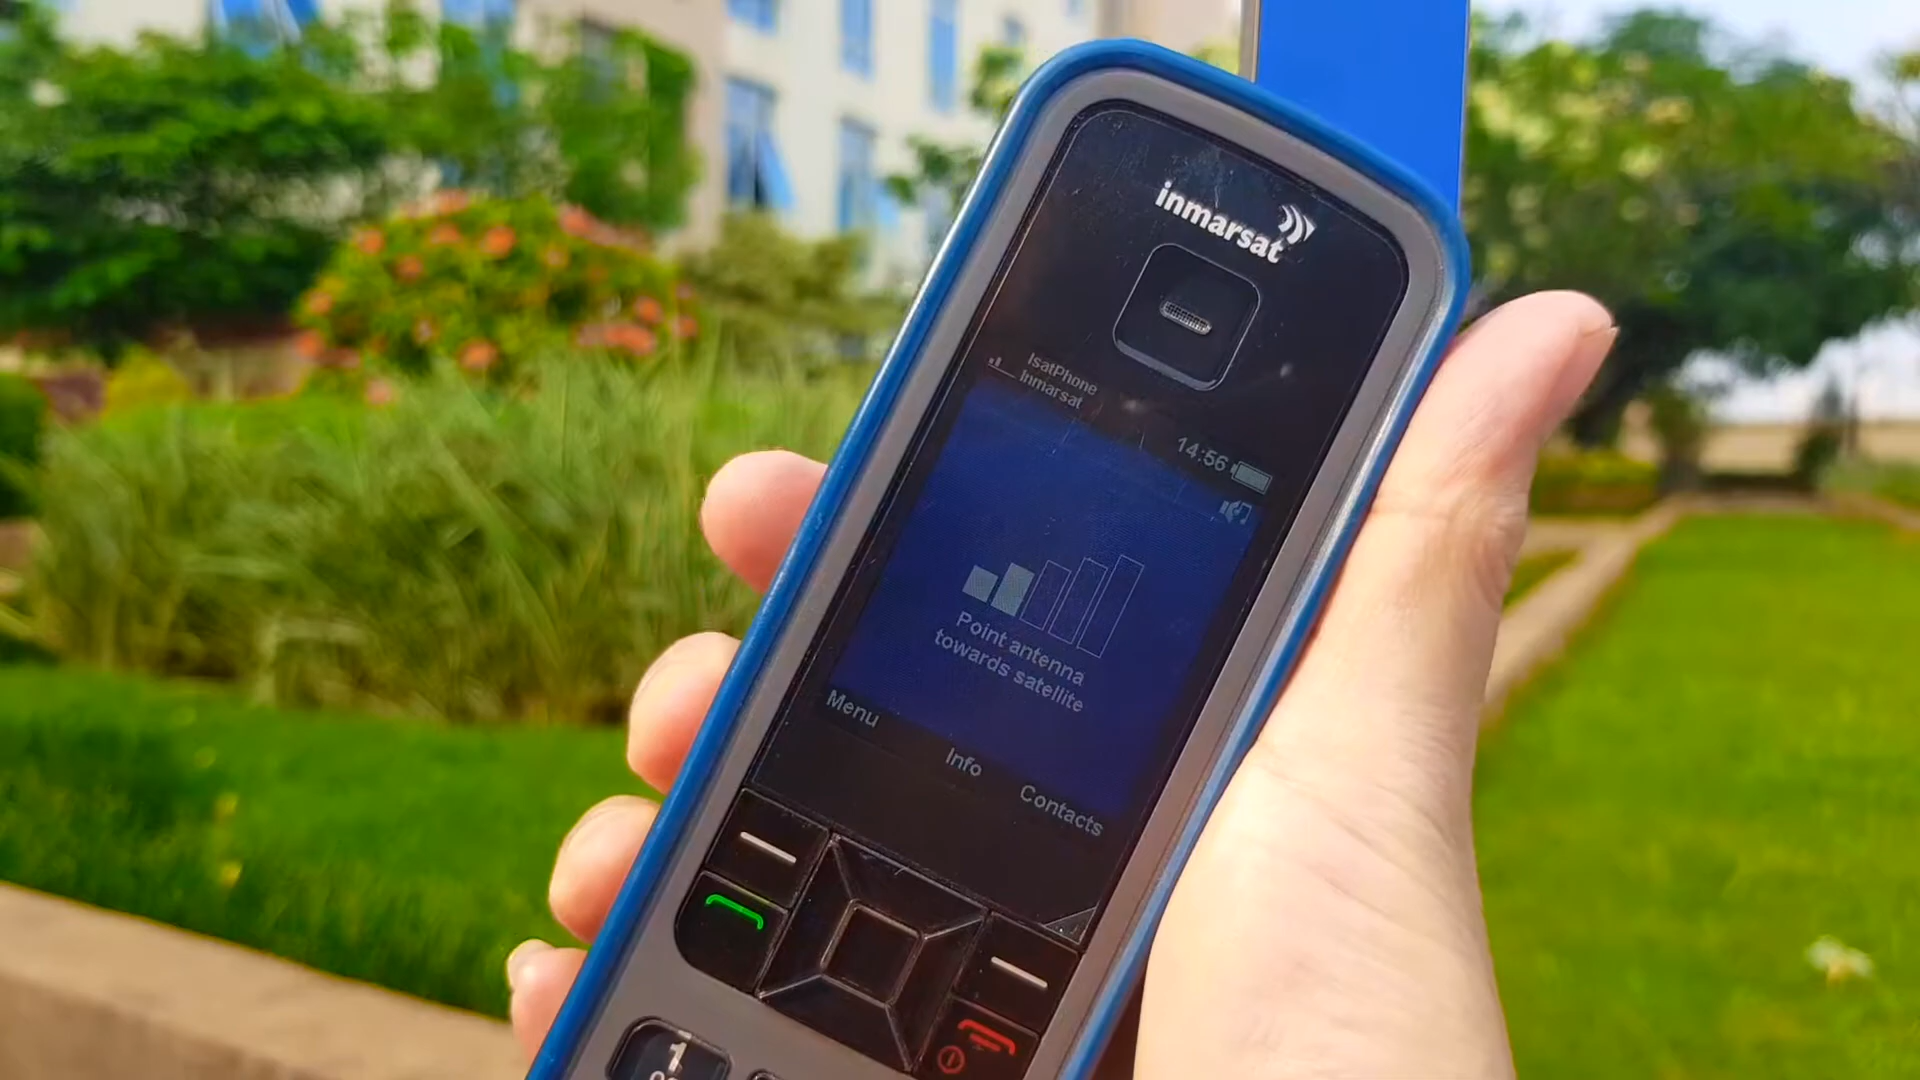 inmarsat
IsatPhone
Inmarsat
14:56
Point antenna
towards satellite
Menu
Info
Contacts
1